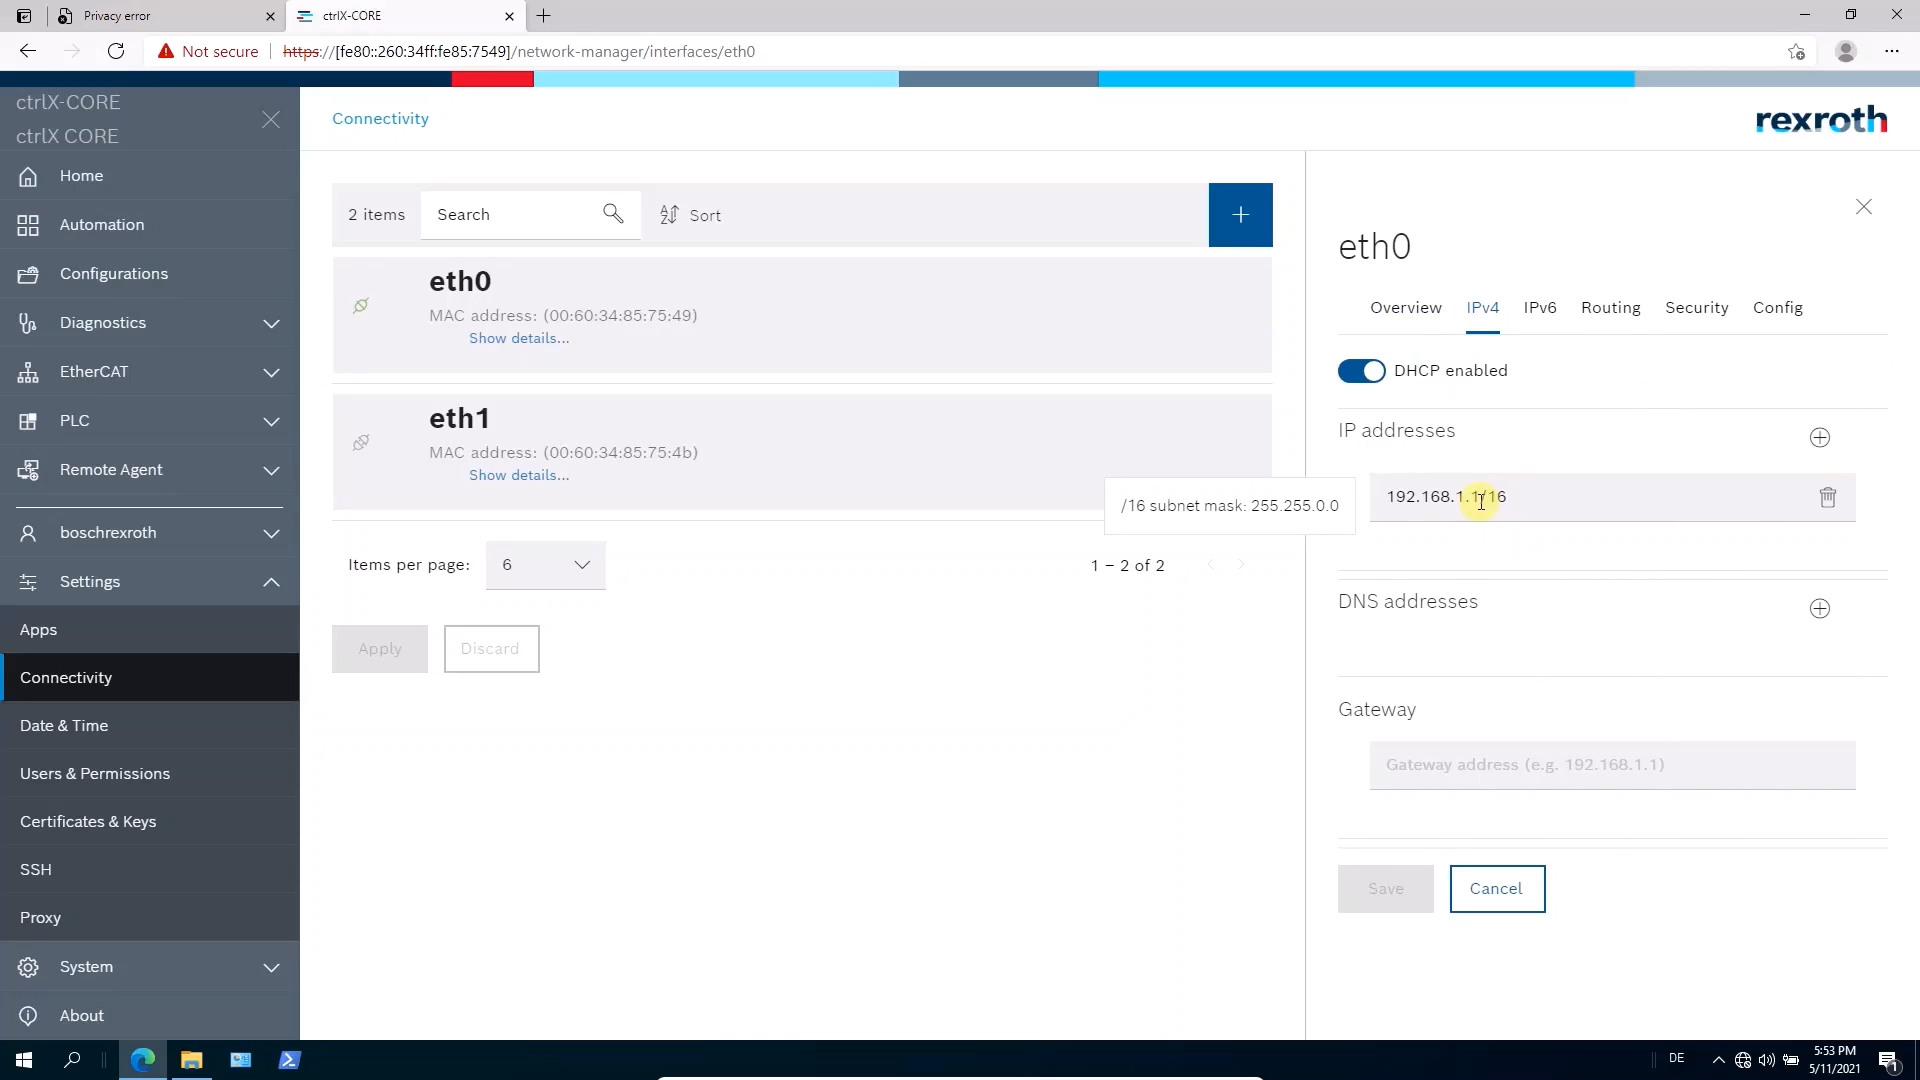 Privacy error
ctrlX-CORE
Not secure
https://[fe80::260:34ff:fe85:7549]/network-manager/interfaces/eth0
ctrlX-CORE
ctrlX CORE
Home
Automation
Configurations
Diagnostics
EtherCAT
PLC
Remote Agent
boschrexroth
Settings
Apps
Connectivity
Date & Time
Users & Permissions
Certificates & Keys
SSH
Proxy
System
About
Connectivity
rexroth
2 items
Search
Sort
eth0
MAC address: (00:60:34:85:75:49)
Show details...
eth1
MAC address: (00:60:34:85:75:4b)
Show details...
/16 subnet mask: 255.255.0.0
Items per page:
6
1 – 2 of 2
Apply
Discard
eth0
Overview
IPv4
IPv6
Routing
Security
Config
DHCP enabled
IP addresses
192.168.1.1/16
DNS addresses
Gateway
Gateway address (e.g. 192.168.1.1)
Save
Cancel
DE
5:53 PM
5/11/2021
1